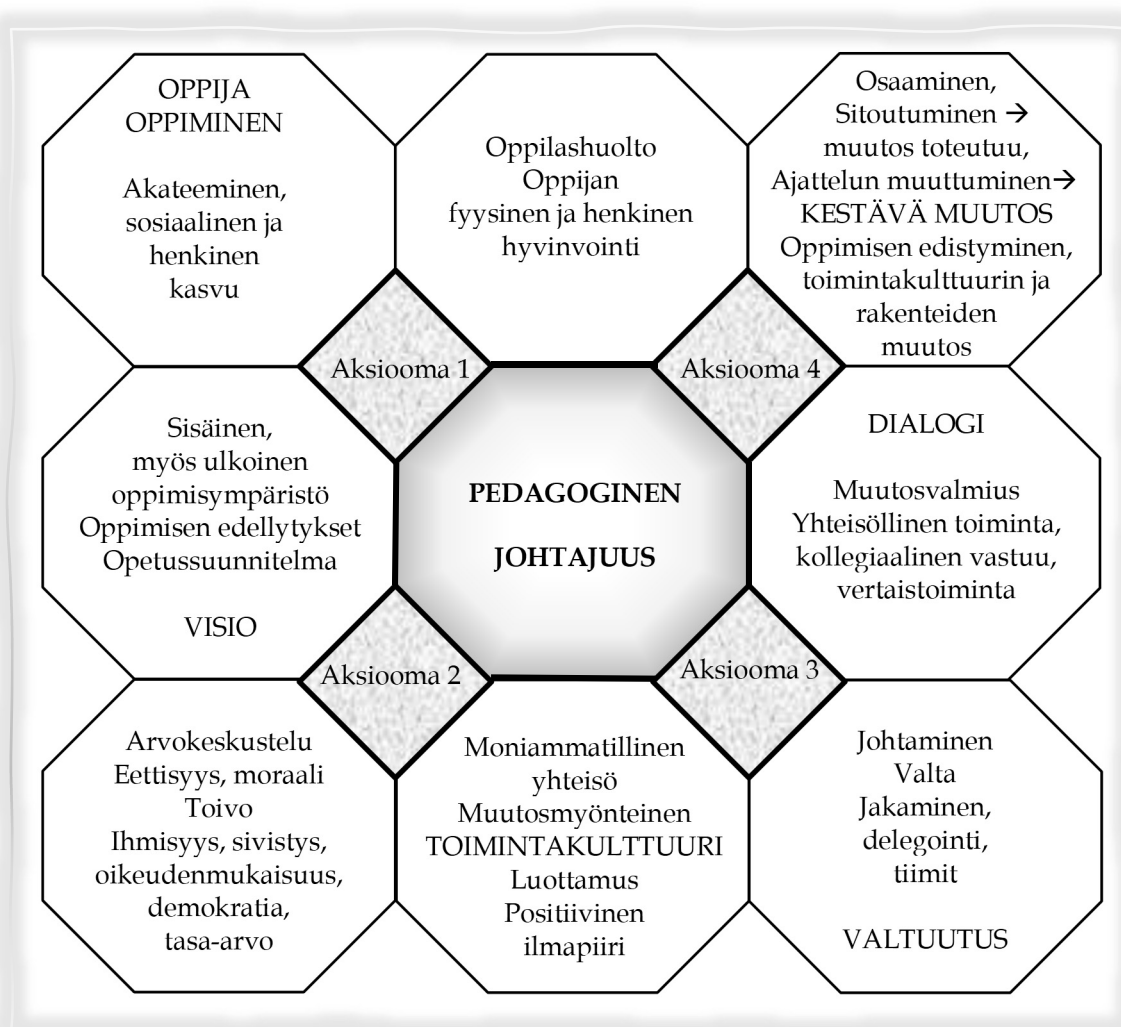 OPPIJA
OPPIMINEN
Akateeminen,
sosiaalinen ja
henkinen
kasvu
Oppilashuolto
Oppijan
fyysinen ja henkinen
hyvinvointi
Osaaminen,
Sitoutuminen →
muutos toteutuu,
Ajattelun muuttuminen→
KESTÄVÄ MUUTOS
Oppimisen edistyminen,
toimintakulttuurin ja
rakenteiden
muutos
Aksiooma 1
Aksiooma 4
Sisäinen,
myös ulkoinen
oppimisympäristö
Oppimisen edellytykset
Opetussuunnitelma
VISIO
PEDAGOGINEN
JOHTAJUUS
DIALOGI
Muutosvalmius
Yhteisöllinen toiminta,
kollegiaalinen vastuu,
vertaistoiminta
Aksiooma 2
Aksiooma 3
Arvokeskustelu
Eettisyys, moraali
Toivo
Ihmisyys, sivistys,
oikeudenmukaisuus,
demokratia,
tasa-arvo
Moniammatillinen
yhteisö
Muutosmyönteinen
TOIMINTAKULTTUURI
Luottamus
Positiivinen
ilmapiiri
Johtaminen
Valta
Jakaminen,
delegointi,
tiimit
VALTUUTUS